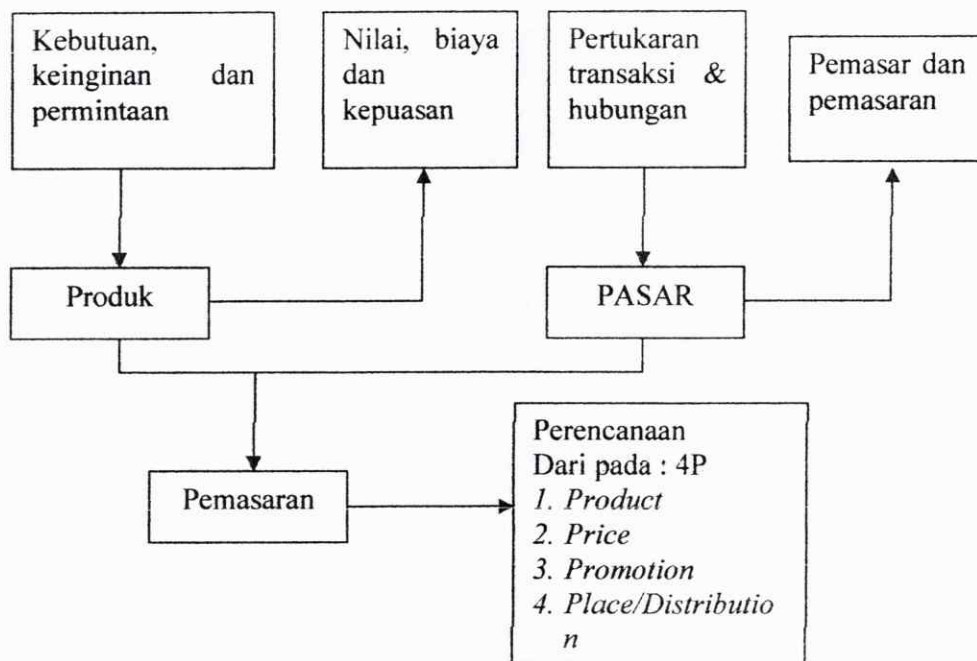 Kebutuan,
keinginan dan
permintaan
Nilai, biaya
dan
kepuasan
Pertukaran
transaksi &
hubungan
Pemasar dan
pemasaran
Produk
PASAR
Pemasaran
Perencanaan
Dari pada : 4P
1. Product
2. Price
3. Promotion
4. Place/Distributio
n